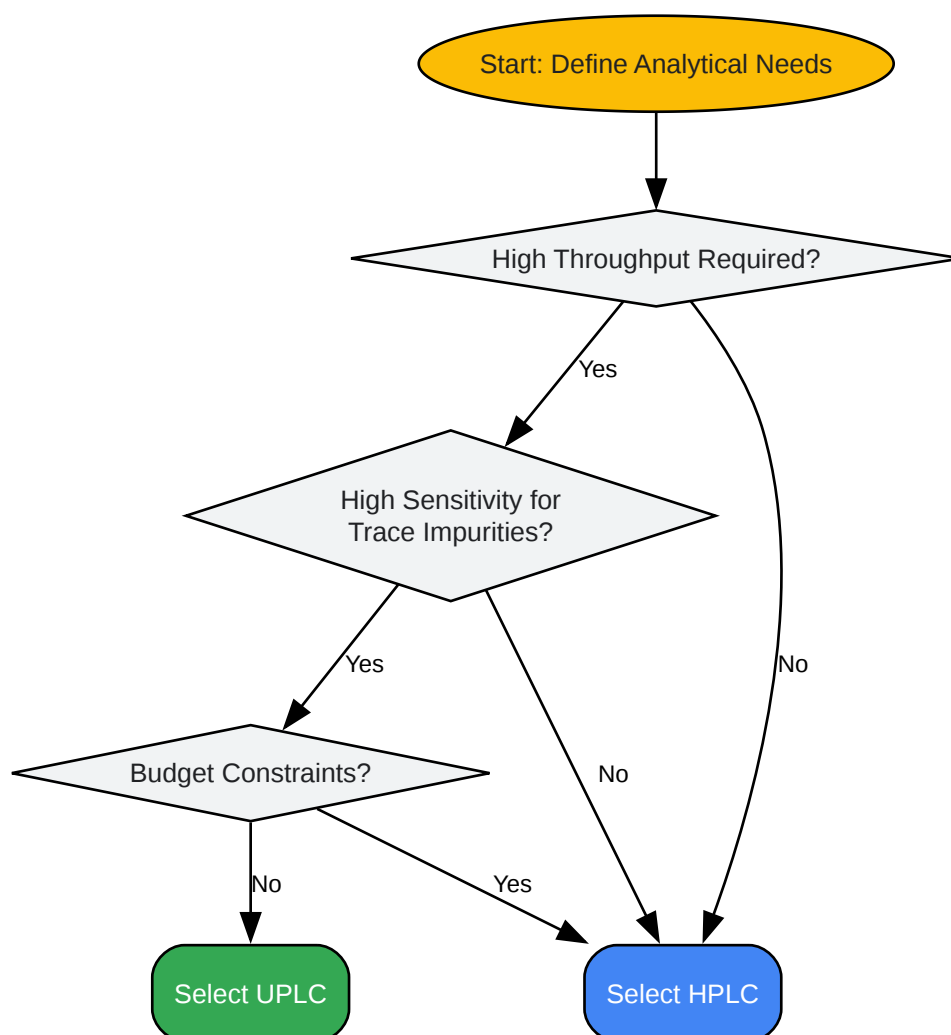 Start: Define Analytical Needs
High Throughput Required?
Yes
High Sensitivity for
Trace Impurities?
Yes
No
Budget Constraints?
No
No
Yes
Select UPLC
Select HPLC